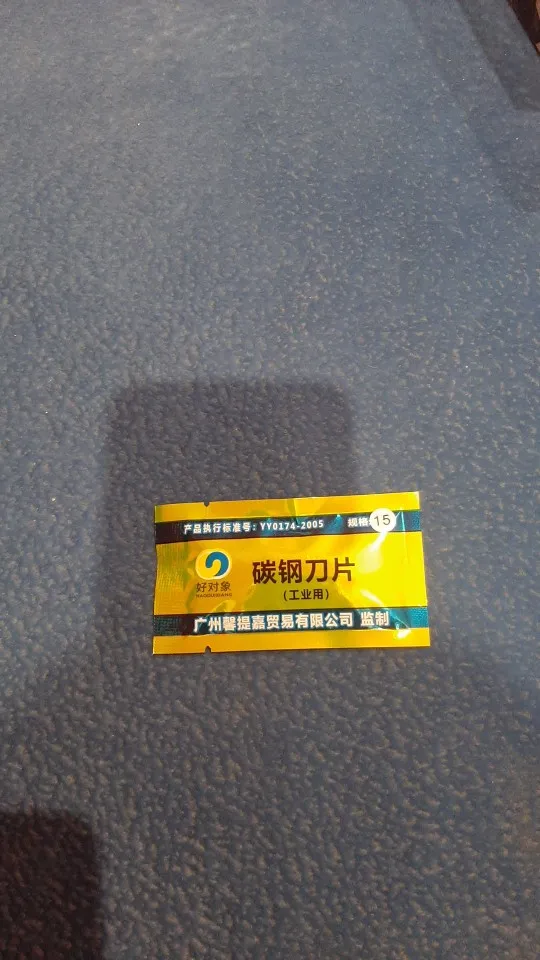 产品执行标准号：YY0174-2005 规格 15
好对象
HAODUIXIANG
碳钢刀片
（工业用）
广州馨提嘉贸易有限公司 监制